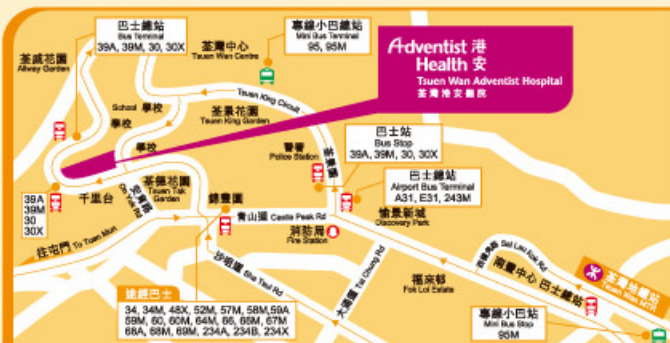 荃威花園
Allway Garden
巴士總站
Bus Terminal
39A, 39M, 30, 30X
荃灣中心
Tsuen Wan Centre
專線小巴總站
Mini Bus Terminal
95, 95M
Adventist 港
Health 安
Tsuen Wan Adventist Hospital
荃灣港安醫院
Tsuen King Circuit
School 學校
學校
學校
荃景花園
Tsuen King Garden
警署
Police Station
荃景圍
巴士站
Bus Stop
39A, 39M, 30, 30X
巴士總站
Airport Bus Terminal
A31, E31, 243M
39A
39M
30
30X
千里台
荃德花園
Tsuen Tak
Garden
錦豐園
青山道 Castle Peak Rd
消防局
Fire Station
愉景新城
Discovery Park
往屯門 To Tuen Mun
沙咀道 Sha Tsui Rd
大涌道 Tai Chung Rd
福來邨
Fok Loi Estate
Sai Lau Kok Rd
南豐中心 巴士總站
荃灣地鐵站
Tsuen Wan MTR
途經巴士
34, 34M, 48X, 52M, 57M, 58M, 59A
59M, 60, 60M, 64M, 66, 66M, 67M
68A, 68M, 69M, 234A, 234B, 234X
專線小巴站
Mini Bus Stop
95M